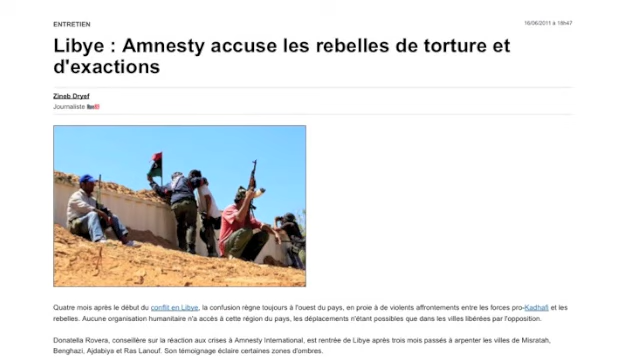 ENTRETIEN
16/06/2011 à 18h47
Libye : Amnesty accuse les rebelles de torture et
d'exactions
Zineb Dryef
Journaliste
Quatre mois après le début du conflit en Libye, la confusion règne toujours à l'ouest du pays, en proie à de violents affrontements entre les forces pro-Kadhafi et les
rebelles. Aucune organisation humanitaire n'a accès à cette région du pays, les déplacements n'étant possibles que dans les villes libérées par l'opposition.
Donatella Rovera, conseillère sur la réaction aux crises à Amnesty International, est rentrée de Libye après trois mois passés à arpenter les villes de Misratah,
Benghazi, Ajdabiya et Ras Lanouf. Son témoignage éclaire certaines zones d'ombres.